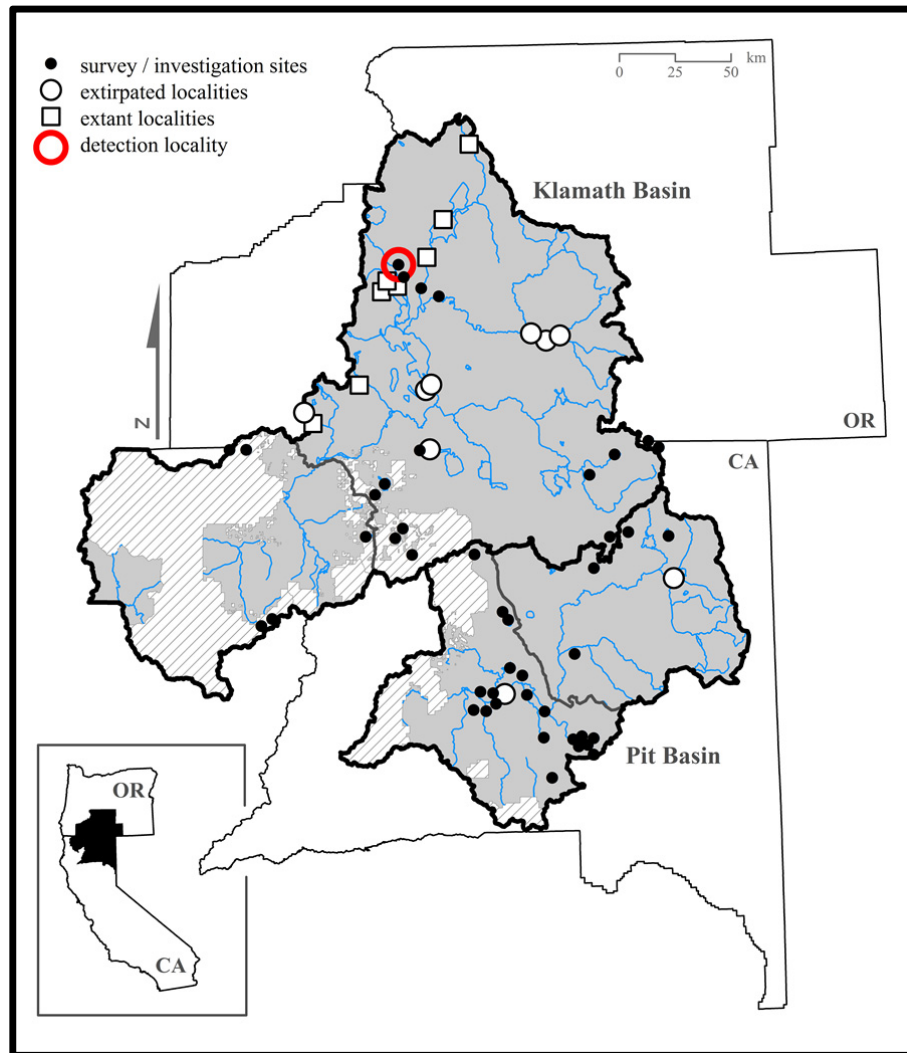 survey / investigation sites
extirpated localities
extant localities
detection locality
km
0 25 50
Klamath Basin
N
OR
CA
Pit Basin
OR
CA